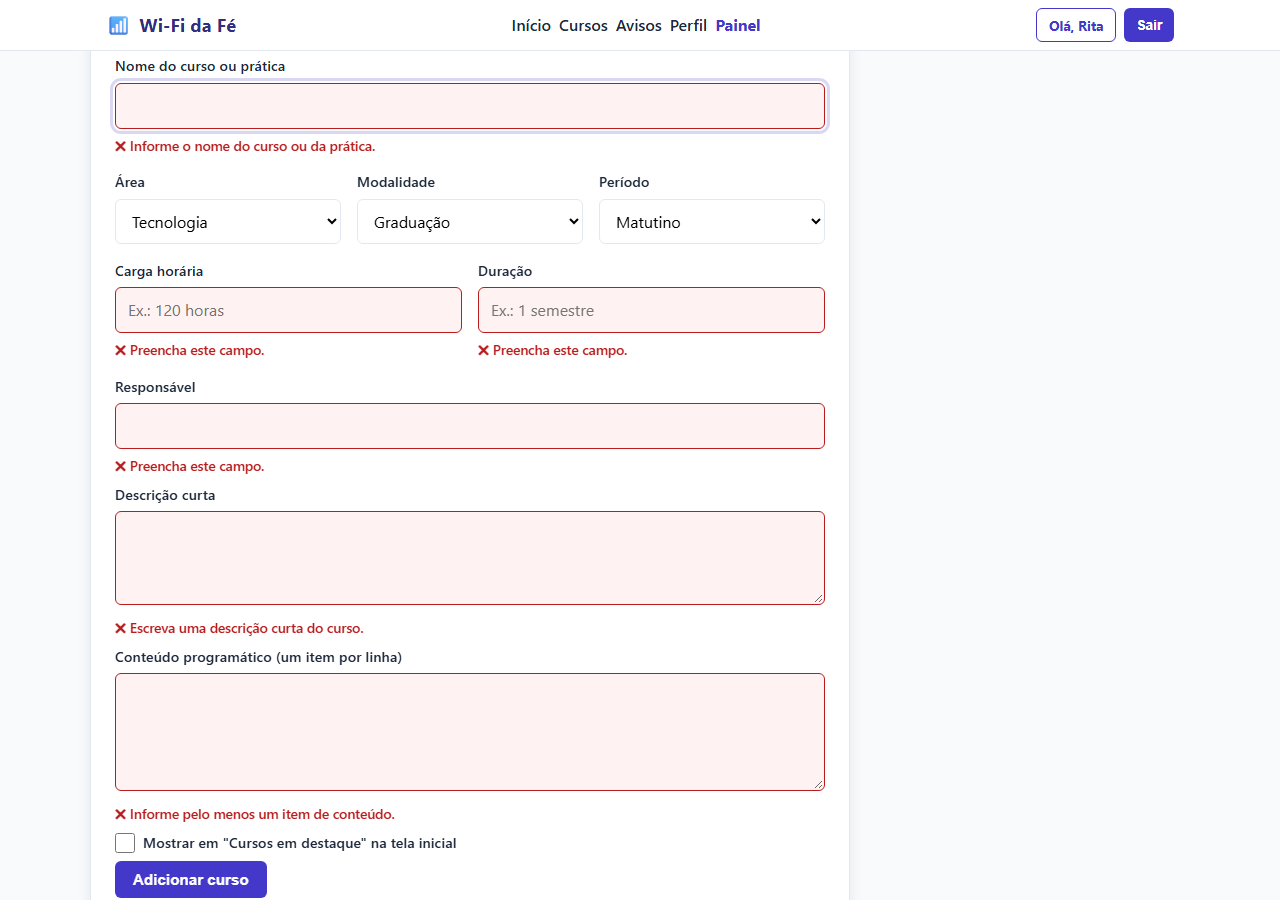 Wi-Fi da Fé
Início Cursos Avisos Perfil Painel
Olá, Rita
Sair
Nome do curso ou prática
❌ Informe o nome do curso ou da prática.
Área Modalidade Período
Tecnologia Graduação Matutino
Carga horária Duração
Ex.: 120 horas Ex.: 1 semestre
❌ Preencha este campo. ❌ Preencha este campo.
Responsável
❌ Preencha este campo.
Descrição curta
❌ Escreva uma descrição curta do curso.
Conteúdo programático (um item por linha)
❌ Informe pelo menos um item de conteúdo.
Mostrar em "Cursos em destaque" na tela inicial
Adicionar curso